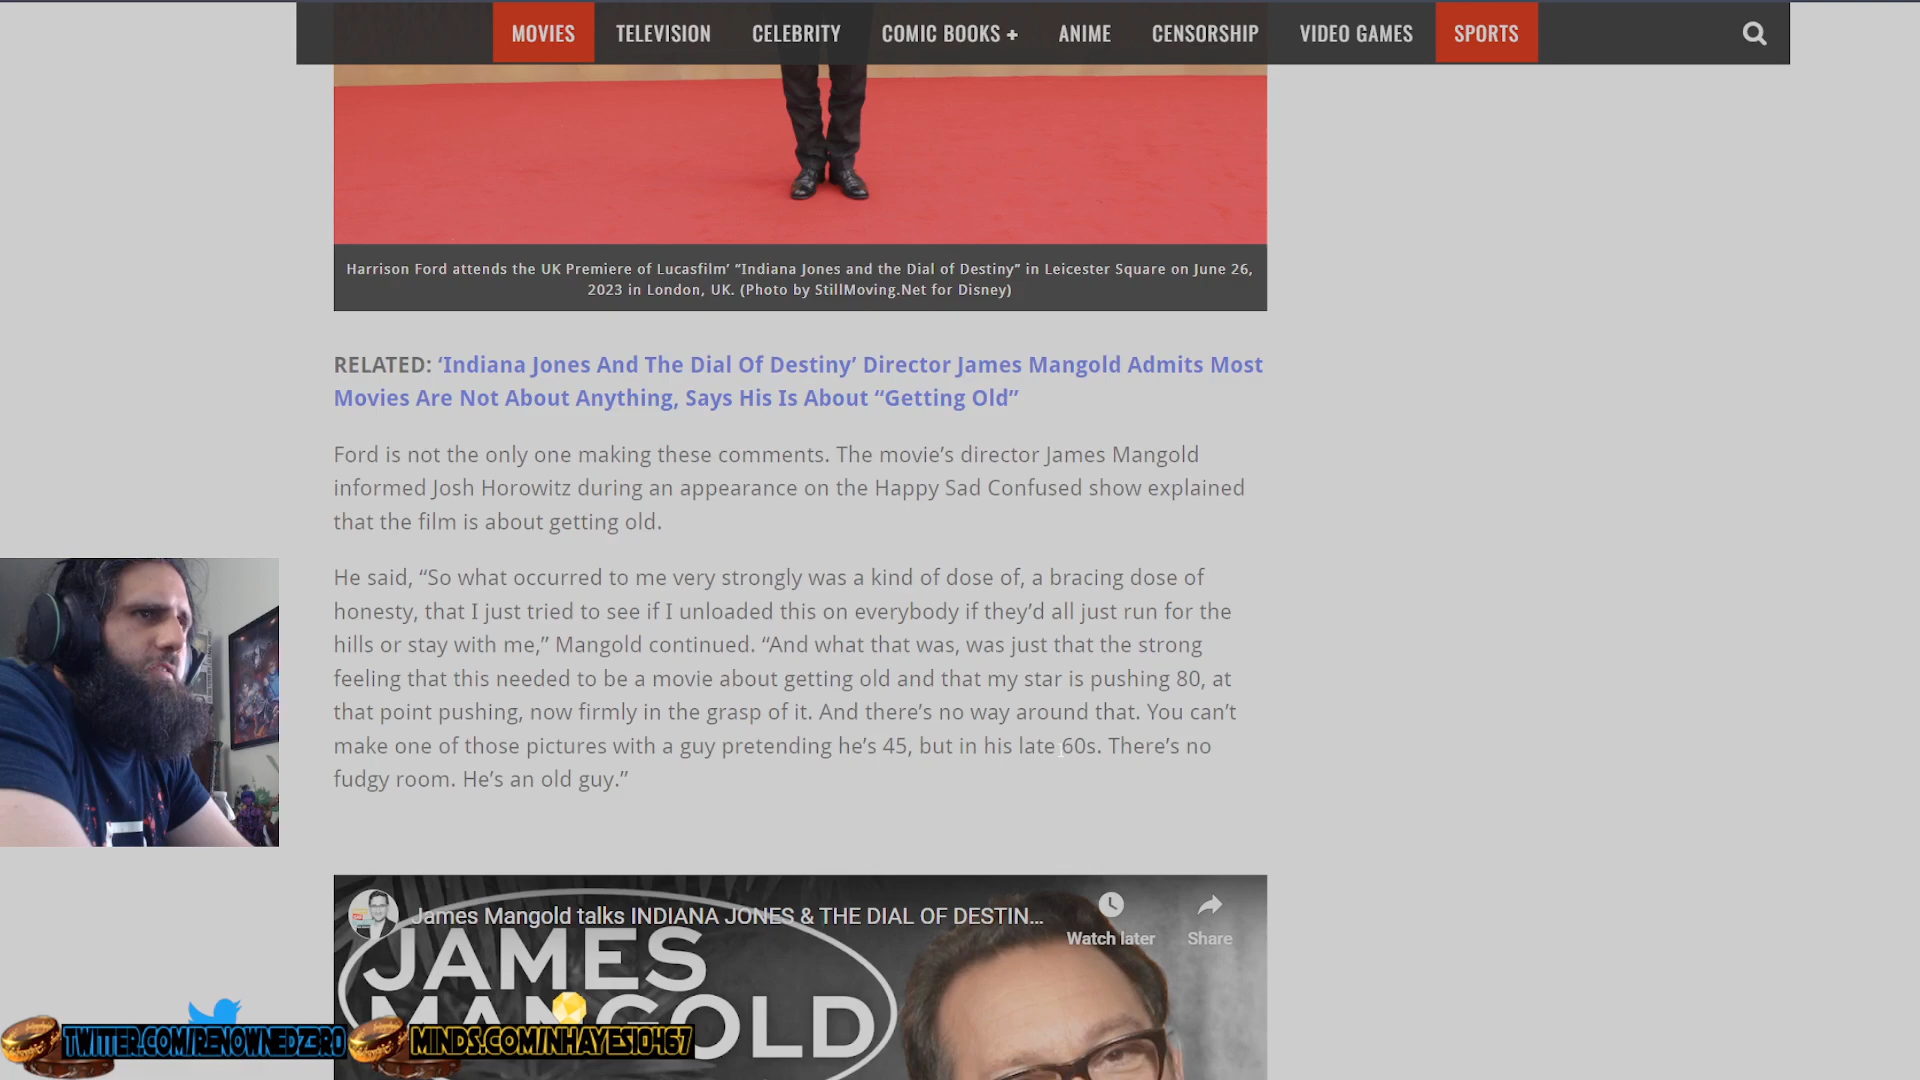 MOVIES TELEVISION CELEBRITY COMIC BOOKS + ANIME CENSORSHIP VIDEO GAMES SPORTS
Harrison Ford attends the UK Premiere of Lucasfilm’ “Indiana Jones and the Dial of Destiny” in Leicester Square on June 26,
2023 in London, UK. (Photo by StillMoving.Net for Disney)
RELATED: ‘Indiana Jones And The Dial Of Destiny’ Director James Mangold Admits Most
Movies Are Not About Anything, Says His Is About “Getting Old”
Ford is not the only one making these comments. The movie’s director James Mangold
informed Josh Horowitz during an appearance on the Happy Sad Confused show explained
that the film is about getting old.
He said, “So what occurred to me very strongly was a kind of dose of, a bracing dose of
honesty, that I just tried to see if I unloaded this on everybody if they’d all just run for the
hills or stay with me,” Mangold continued. “And what that was, was just that the strong
feeling that this needed to be a movie about getting old and that my star is pushing 80, at
that point pushing, now firmly in the grasp of it. And there’s no way around that. You can’t
make one of those pictures with a guy pretending he’s 45, but in his late 60s. There’s no
fudgy room. He’s an old guy.”
James Mangold talks INDIANA JONES & THE DIAL OF DESTIN...
Watch later Share
JAMES
MANGOLD
TWITTER.COM/RENOWNEDZ3R0 MINDS.COM/NHAYES10467